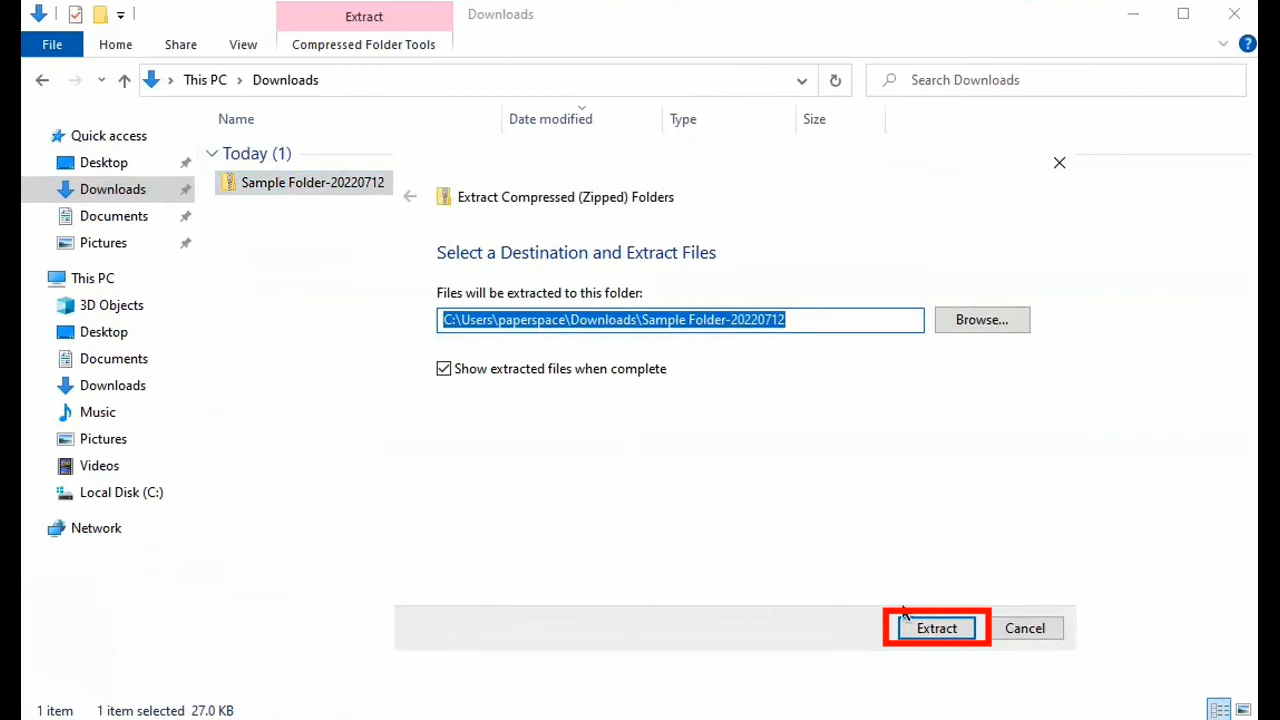 Extract
Downloads
File
Home
Share
View
Compressed Folder Tools
?
This PC > Downloads
Search Downloads
Name
Date modified
Type
Size
Quick access
Desktop
Downloads
Documents
Pictures
This PC
3D Objects
Desktop
Documents
Downloads
Music
Pictures
Videos
Local Disk (C:)
Network
Today (1)
Sample Folder-20220712
Extract Compressed (Zipped) Folders
Select a Destination and Extract Files
Files will be extracted to this folder:
C:\Users\paperspace\Downloads\Sample Folder-20220712
Browse...
Show extracted files when complete
Extract
Cancel
1 item
1 item selected 27.0 KB